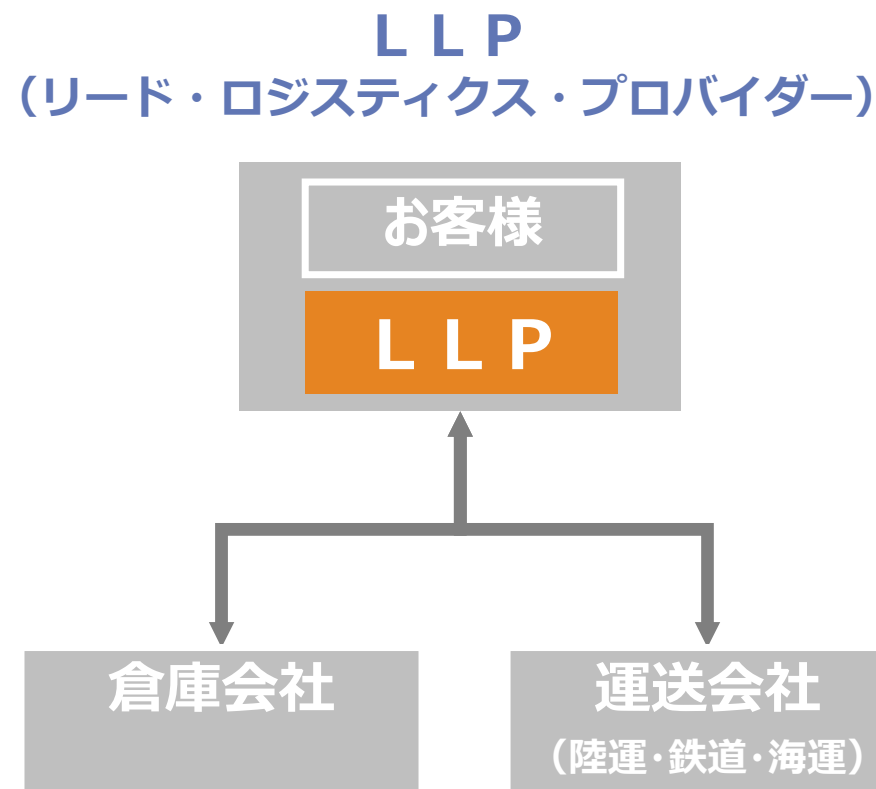 ＬＬＰ
（リード・ロジスティクス・プロバイダー）
お客様
ＬＬＰ
倉庫会社
運送会社
（陸運･鉄道･海運）